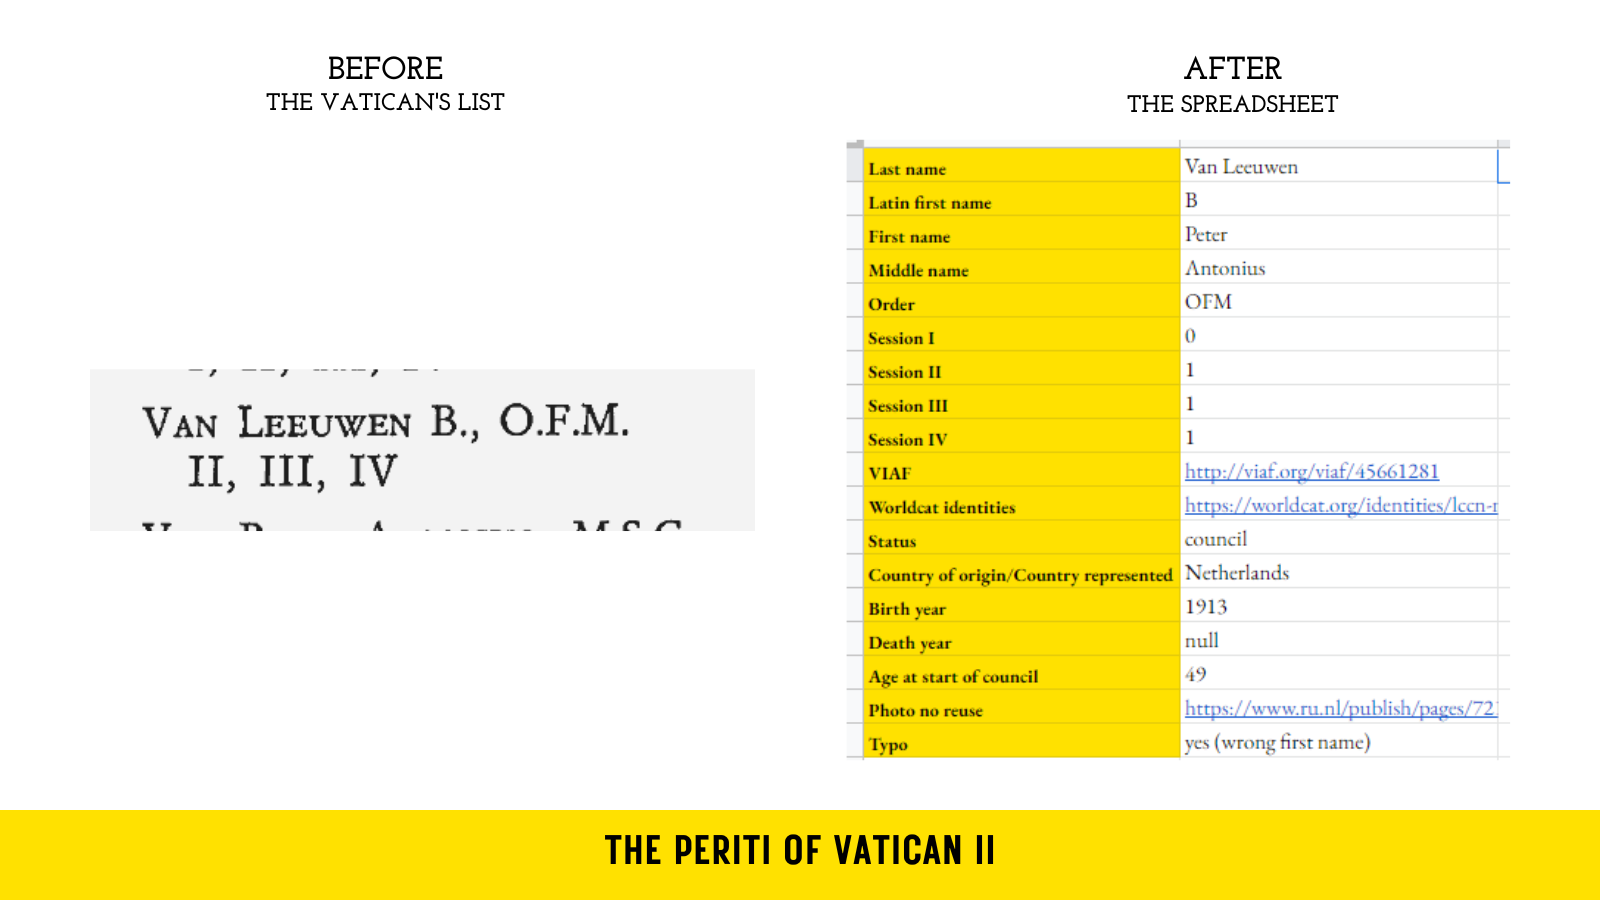 BEFORE
THE VATICAN'S LIST
VAN LEEUWEN B., O.F.M.
II, III, IV
AFTER
THE SPREADSHEET
Last name Van Leeuwen
Latin first name B
First name Peter
Middle name Antonius
Order OFM
Session I 0
Session II 1
Session III 1
Session IV 1
VIAF http://viaf.org/viaf/45661281
Worldcat identities https://worldcat.org/identities/lccn-
Status council
Country of origin/Country represented Netherlands
Birth year 1913
Death year null
Age at start of council 49
Photo no reuse https://www.ru.nl/publish/pages/72
Typo yes (wrong first name)
THE PERITI OF VATICAN II